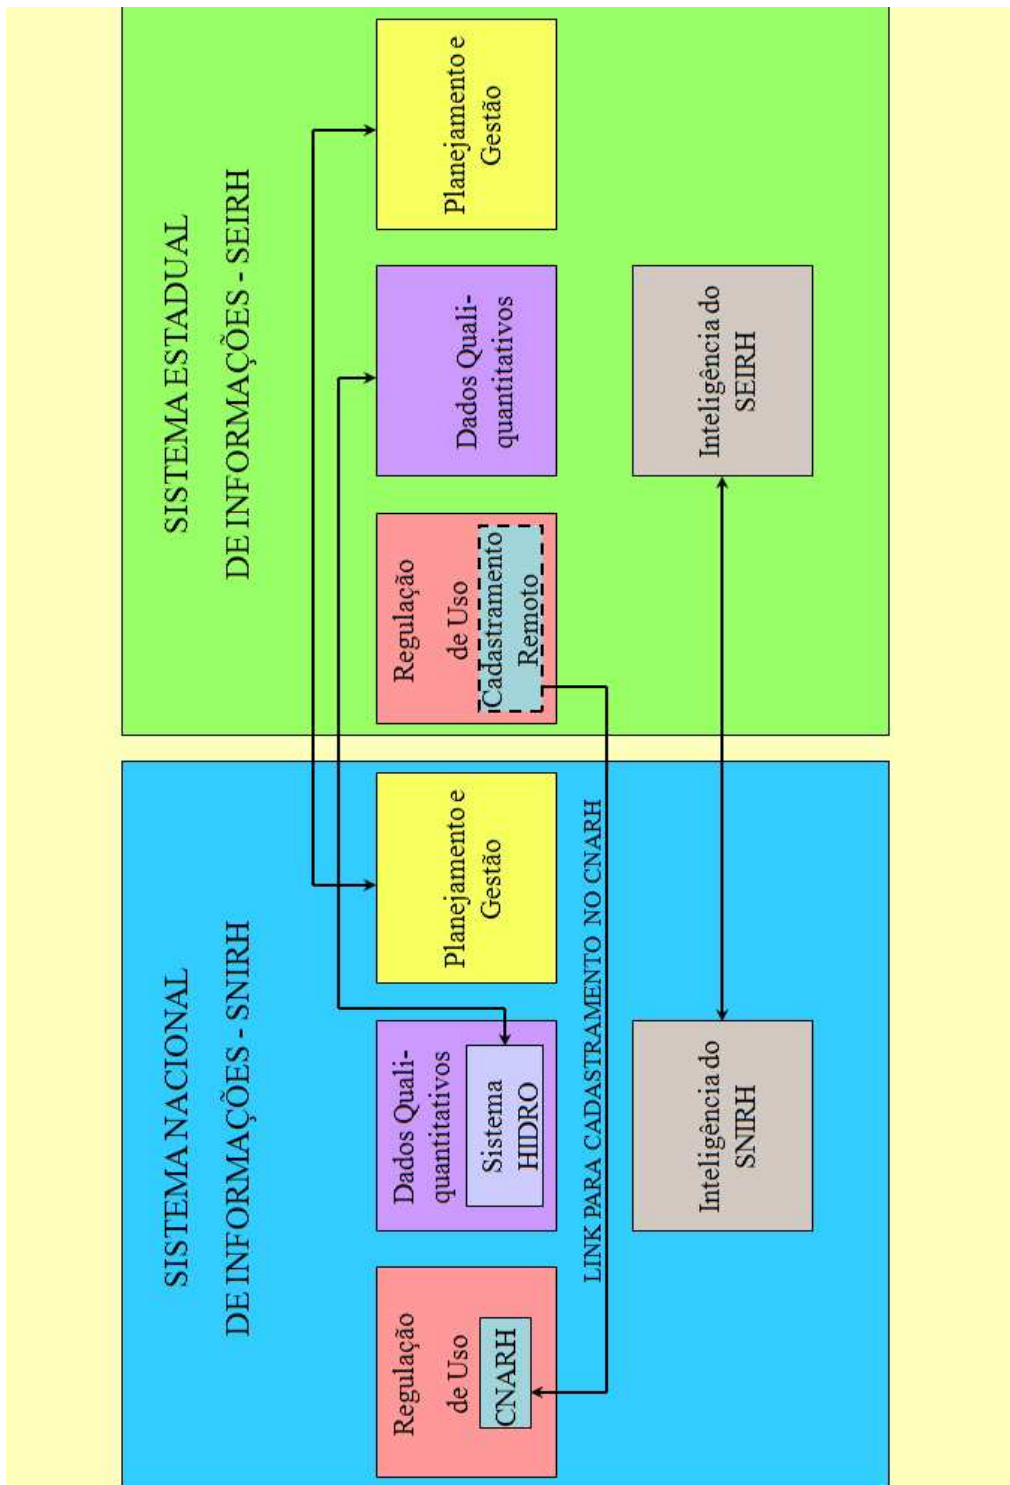 SISTEMA NACIONAL
DE INFORMAÇÕES - SNIRH
Regulação
de Uso
CNARH
Dados Quali-
quantitativos
Sistema
HIDRO
Planejamento e
Gestão
LINK PARA CADASTRAMENTO NO CNARH
Inteligência do
SNIRH
SISTEMA ESTADUAL
DE INFORMAÇÕES - SEIRH
Regulação
de Uso
Cadastramento
Remoto
Dados Quali-
quantitativos
Planejamento e
Gestão
Inteligência do
SEIRH